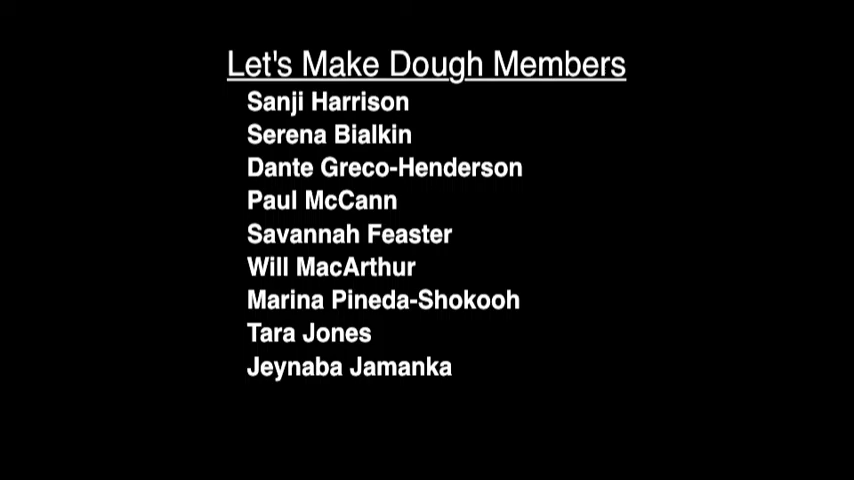 Let's Make Dough Members
Sanji Harrison
Serena Bialkin
Dante Greco-Henderson
Paul McCann
Savannah Feaster
Will MacArthur
Marina Pineda-Shokooh
Tara Jones
Jeynaba Jamanka